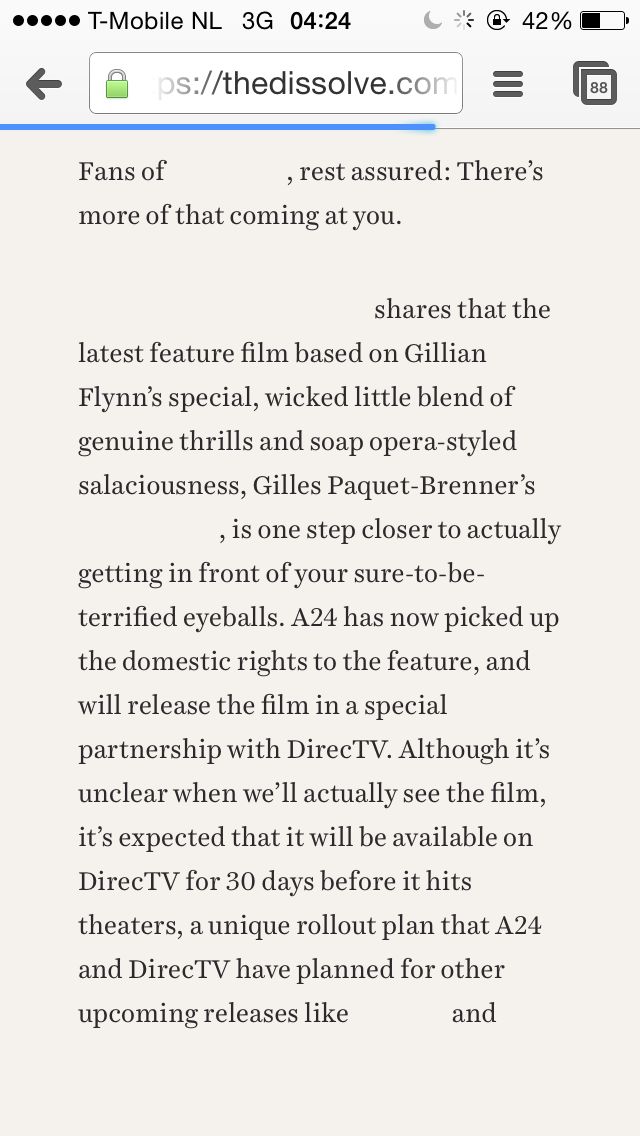 T-Mobile NL 3G 04:24 42%
ps://thedissolve.com 88
Fans of , rest assured: There’s
more of that coming at you.
shares that the
latest feature film based on Gillian
Flynn’s special, wicked little blend of
genuine thrills and soap opera-styled
salaciousness, Gilles Paquet-Brenner’s
, is one step closer to actually
getting in front of your sure-to-be-
terrified eyeballs. A24 has now picked up
the domestic rights to the feature, and
will release the film in a special
partnership with DirecTV. Although it’s
unclear when we’ll actually see the film,
it’s expected that it will be available on
DirecTV for 30 days before it hits
theaters, a unique rollout plan that A24
and DirecTV have planned for other
upcoming releases like and